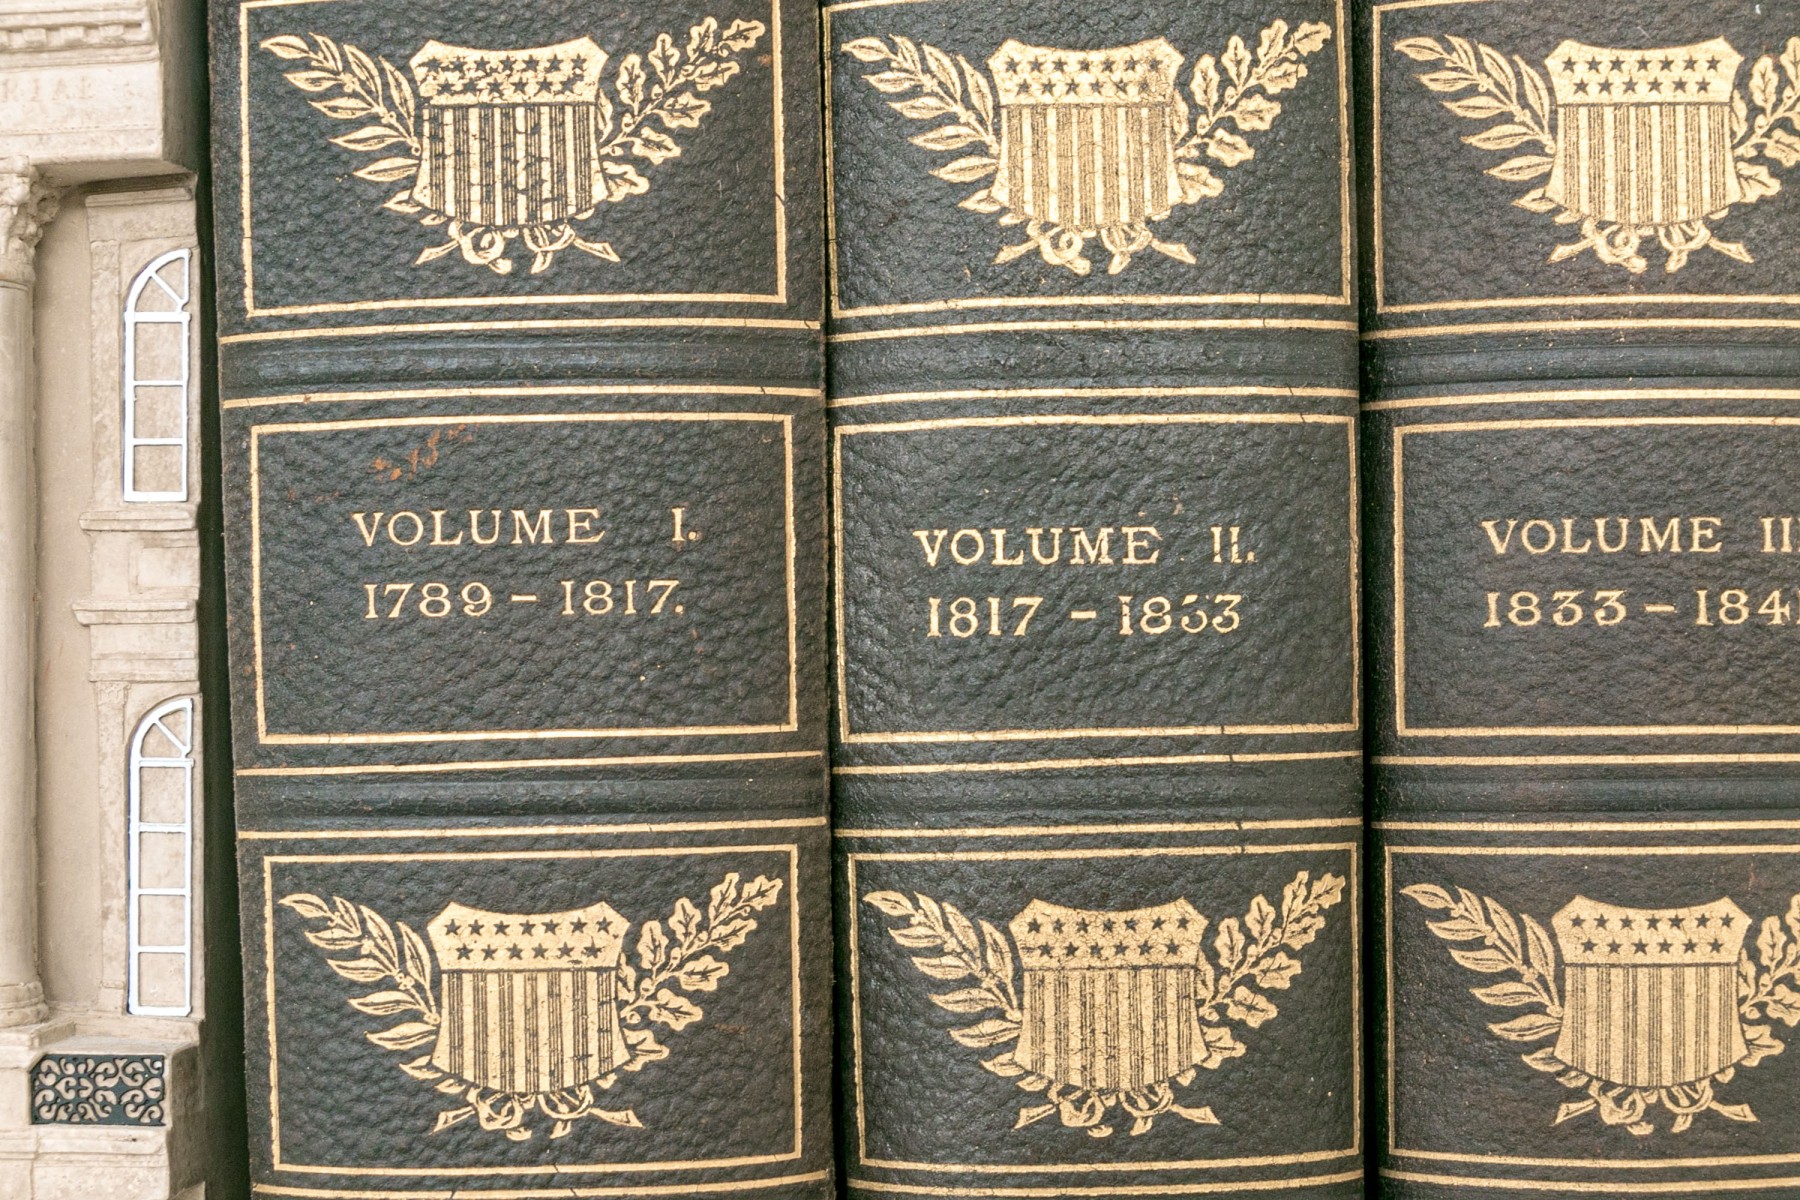 VOLUME I.
1789 – 1817.
VOLUME II.
1817 – 1833
VOLUME
1833 –